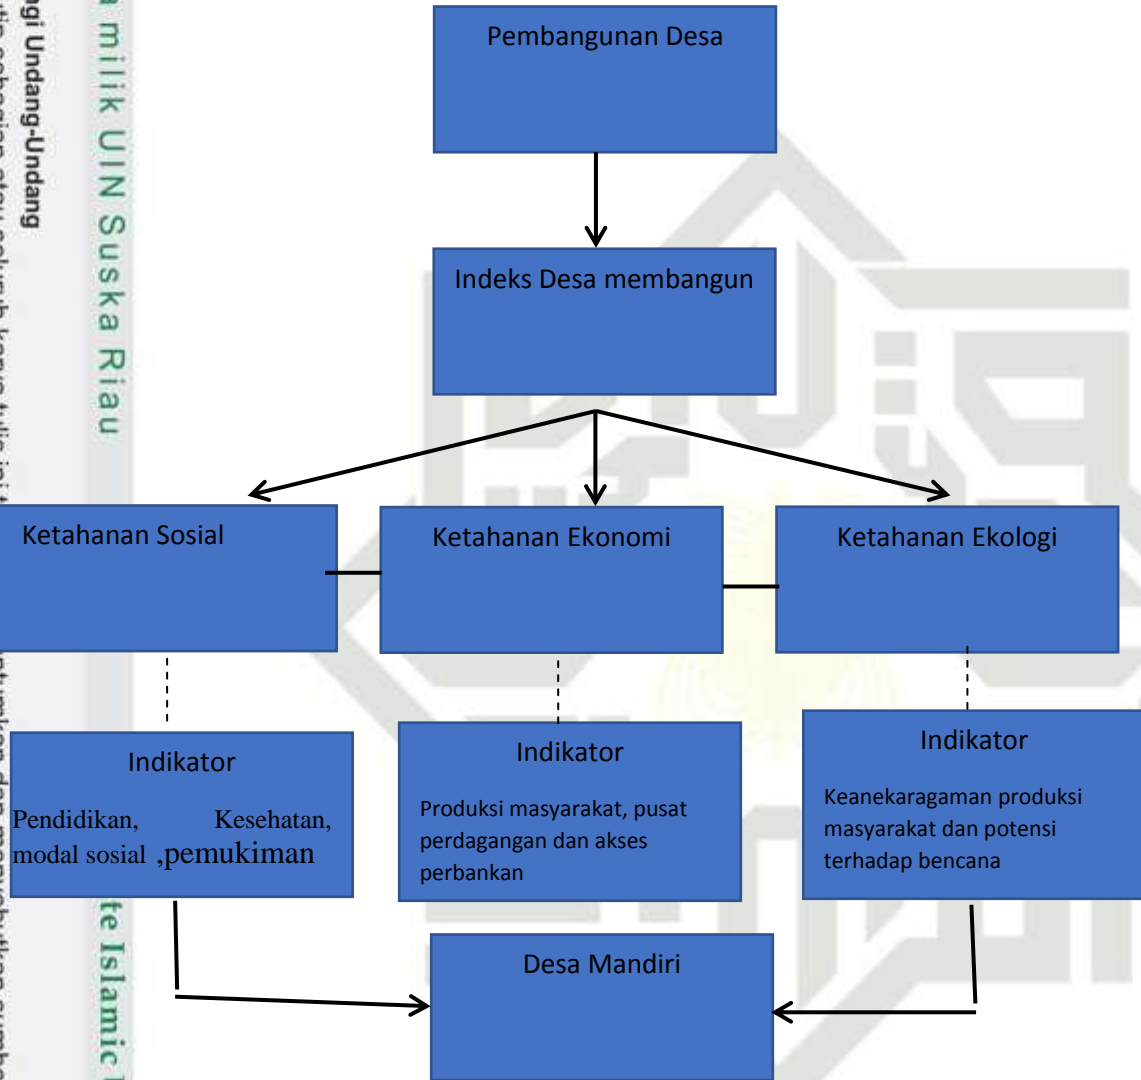 Pembangunan Desa
Indeks Desa membangun
Ketahanan Sosial
Ketahanan Ekonomi
Ketahanan Ekologi
Indikator
Pendidikan, Kesehatan,
modal sosial ,pemukiman
Indikator
Produksi masyarakat, pusat
perdagangan dan akses
perbankan
Indikator
Keanekaragaman produksi
masyarakat dan potensi
terhadap bencana
Desa Mandiri
milik UIN Suska Riau
Undang-Undang
Islamic